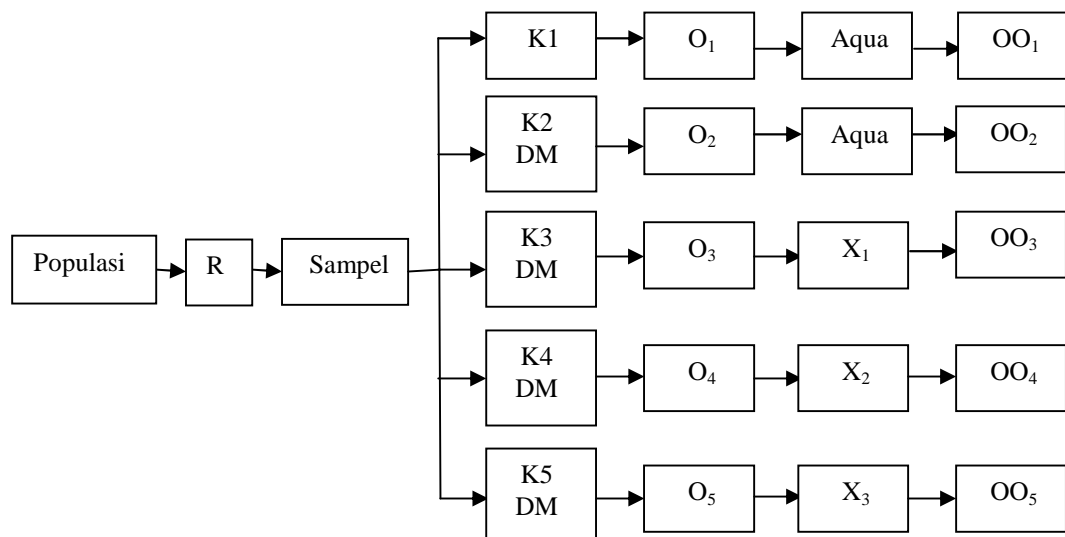 K1
O₁
Aqua
OO₁
K2
DM
O₂
Aqua
OO₂
Populasi
R
Sampel
K3
DM
O₃
X₁
OO₃
K4
DM
O₄
X₂
OO₄
K5
DM
O₅
X₃
OO₅